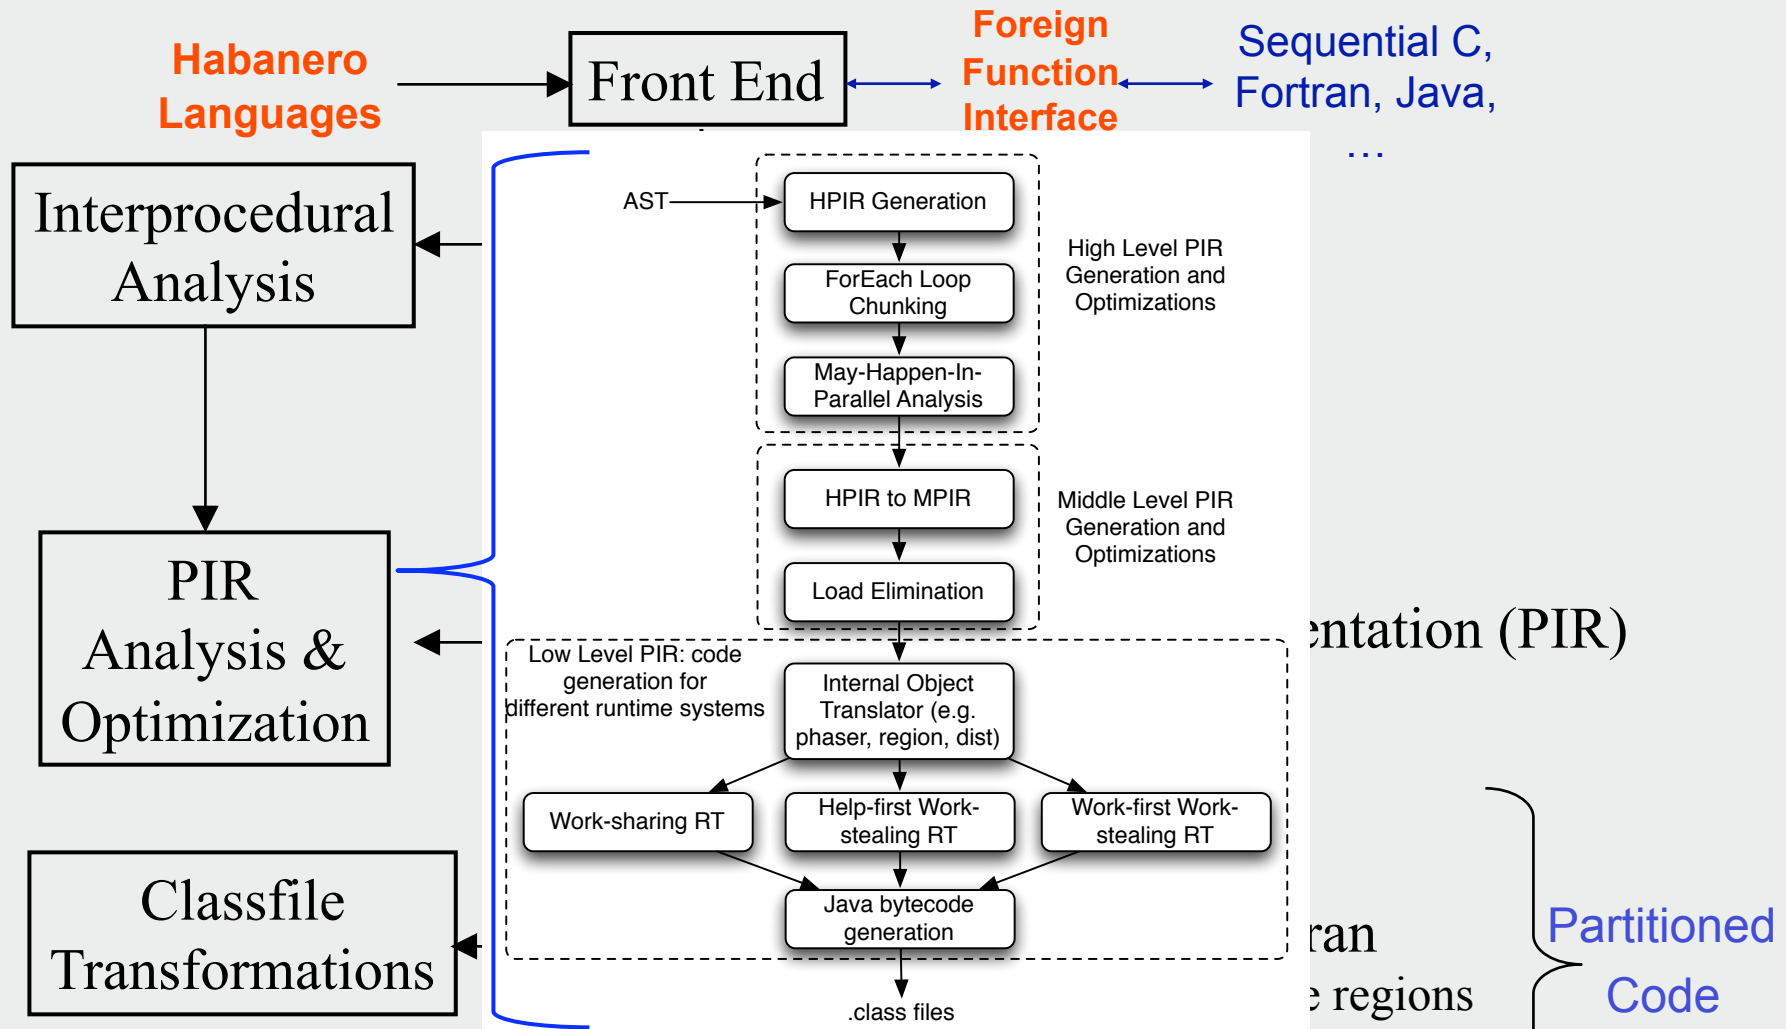 Habanero
Languages
Front End
Foreign
Function
Interface
Sequential C,
Fortran, Java,
...
Interprocedural
Analysis
AST
HPIR Generation
ForEach Loop
Chunking
May-Happen-In-
Parallel Analysis
High Level PIR
Generation and
Optimizations
HPIR to MPIR
Load Elimination
Middle Level PIR
Generation and
Optimizations
PIR
Analysis &
Optimization
entation (PIR)
Low Level PIR: code
generation for
different runtime systems
Internal Object
Translator (e.g.
phaser, region, dist)
Work-sharing RT
Help-first Work-
stealing RT
Work-first Work-
stealing RT
Java bytecode
generation
.class files
Classfile
Transformations
ran
e regions
Partitioned
Code